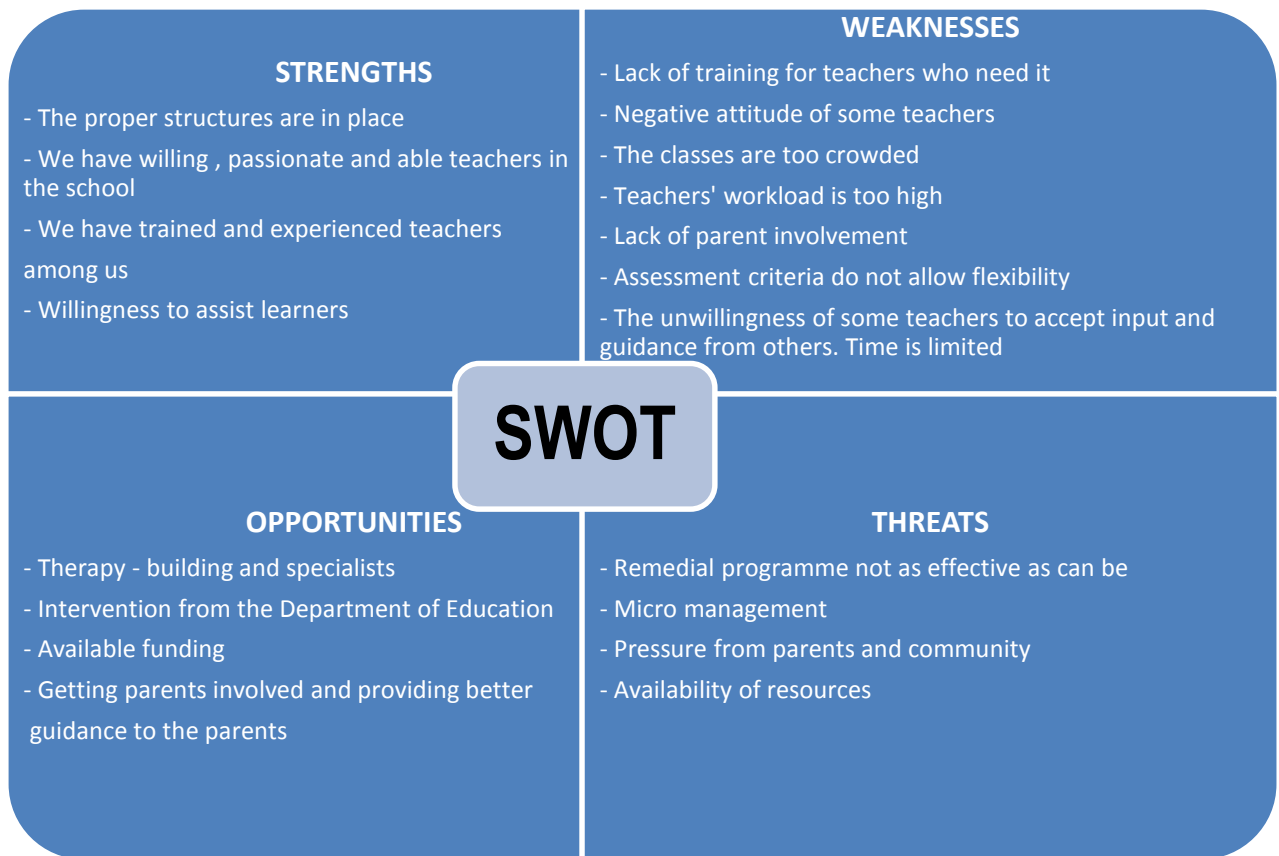 STRENGTHS
- The proper structures are in place
- We have willing , passionate and able teachers in
the school
- We have trained and experienced teachers
among us
- Willingness to assist learners
WEAKNESSES
- Lack of training for teachers who need it
- Negative attitude of some teachers
- The classes are too crowded
- Teachers' workload is too high
- Lack of parent involvement
- Assessment criteria do not allow flexibility
- The unwillingness of some teachers to accept input and
guidance from others. Time is limited
SWOT
OPPORTUNITIES
- Therapy - building and specialists
- Intervention from the Department of Education
- Available funding
- Getting parents involved and providing better
guidance to the parents
THREATS
- Remedial programme not as effective as can be
- Micro management
- Pressure from parents and community
- Availability of resources